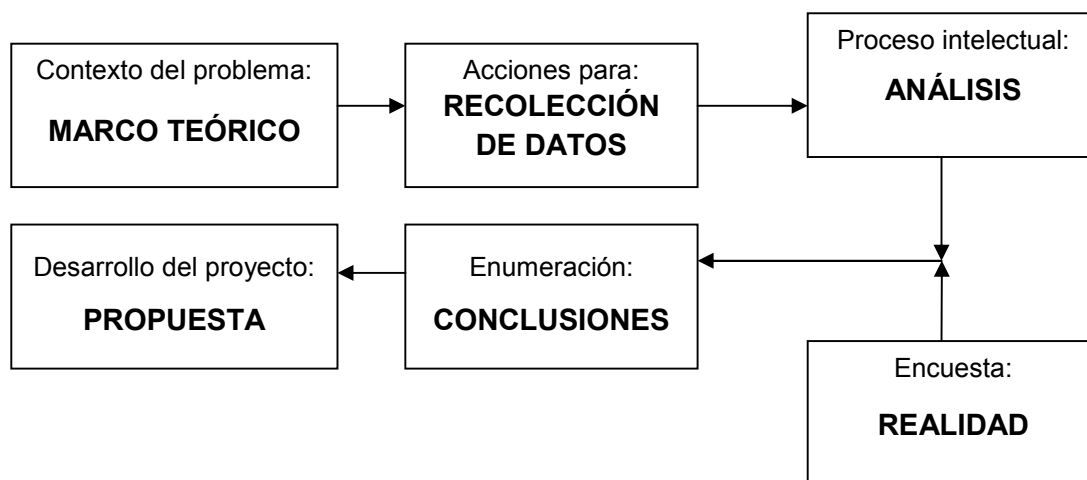 Contexto del problema:
MARCO TEÓRICO
Acciones para:
RECOLECCIÓN
DE DATOS
Proceso intelectual:
ANÁLISIS
Desarrollo del proyecto:
PROPUESTA
Enumeración:
CONCLUSIONES
Encuesta:
REALIDAD